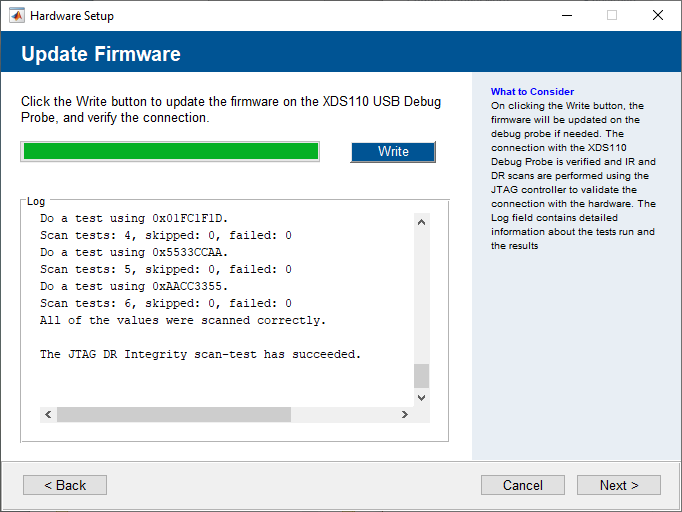 Hardware Setup
Update Firmware
Click the Write button to update the firmware on the XDS110 USB Debug
Probe, and verify the connection.
Write
Log
Do a test using 0x01FC1F1D.
Scan tests: 4, skipped: 0, failed: 0
Do a test using 0x5533CCAA.
Scan tests: 5, skipped: 0, failed: 0
Do a test using 0xAACC3355.
Scan tests: 6, skipped: 0, failed: 0
All of the values were scanned correctly.
The JTAG DR Integrity scan-test has succeeded.
What to Consider
On clicking the Write button, the
firmware will be updated on the
debug probe if needed. The
connection with the XDS110
Debug Probe is verified and IR and
DR scans are performed using the
JTAG controller to validate the
connection with the hardware. The
Log field contains detailed
information about the tests run and
the results
< Back
Cancel
Next >